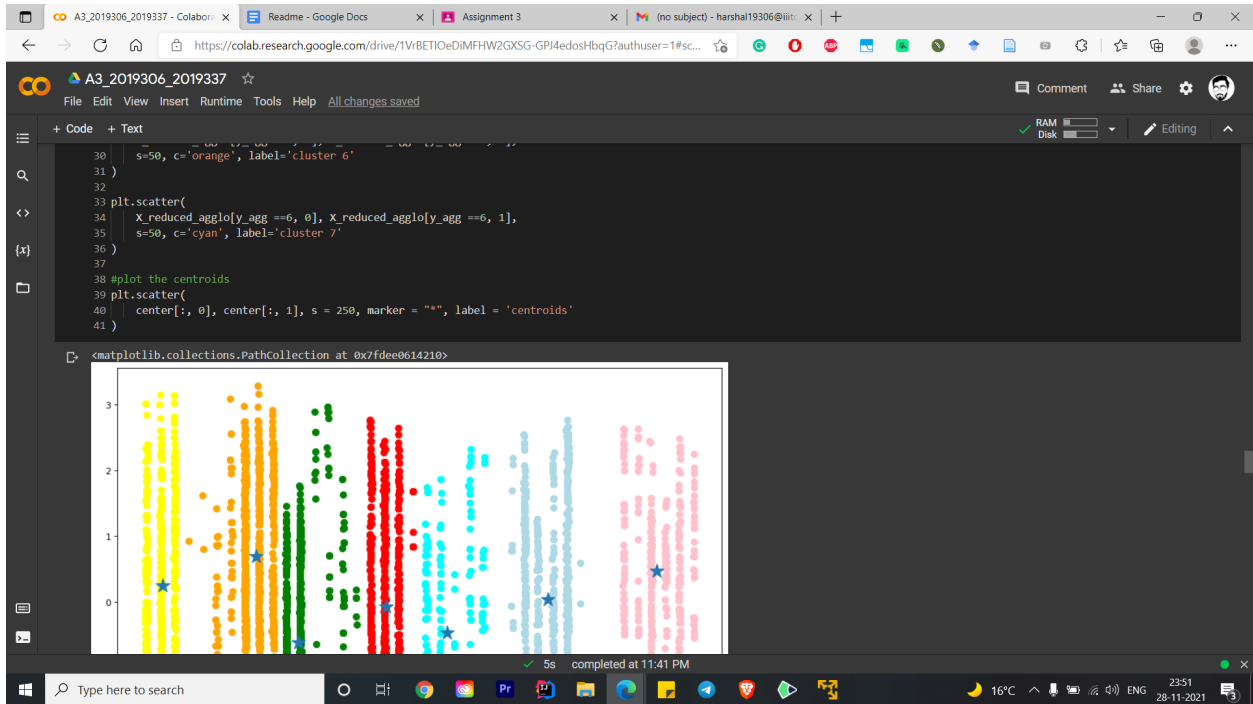 A3_2019306_2019337 - Colabora
Readme - Google Docs
Assignment 3
(no subject) - harshal19306@iiitd
https://colab.research.google.com/drive/1VrBETIOeDiMFHW2GXSG-GPJ4edosHbqG?authuser=1#sc...
A3_2019306_2019337
Comment
Share
File Edit View Insert Runtime Tools Help All changes saved
+ Code + Text
RAM
Disk
Editing
30 s=50, c='orange', label='cluster 6'
31 )
32
33 plt.scatter(
34 X_reduced_agglo[y_agg ==6, 0], X_reduced_agglo[y_agg ==6, 1],
35 s=50, c='cyan', label='cluster 7'
36 )
37
38 #plot the centroids
39 plt.scatter(
40 center[:, 0], center[:, 1], s = 250, marker = "*", label = 'centroids'
41 )
<matplotlib.collections.PathCollection at 0x7fdee0614210>
3
2
1
0
5s completed at 11:41 PM
Type here to search
Pr
16°C
ENG
23:51
28-11-2021
3